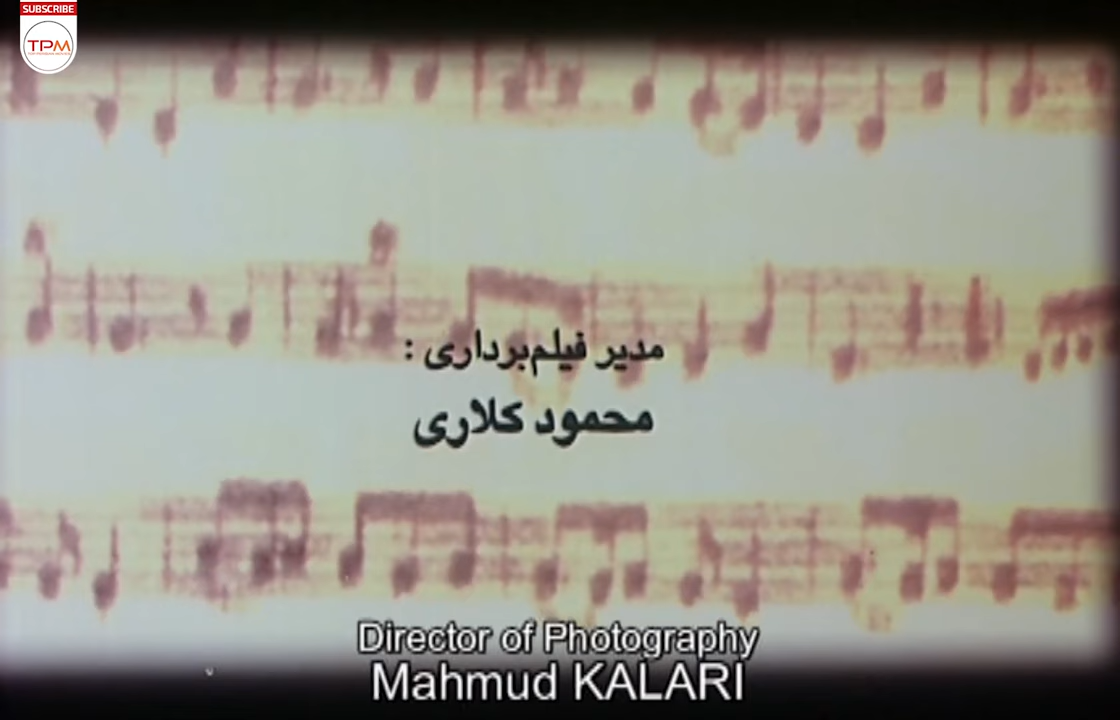 SUBSCRIBE
TPM
مدیر فیلم‌برداری :
محمود کلاری
Director of Photography
Mahmud KALARI